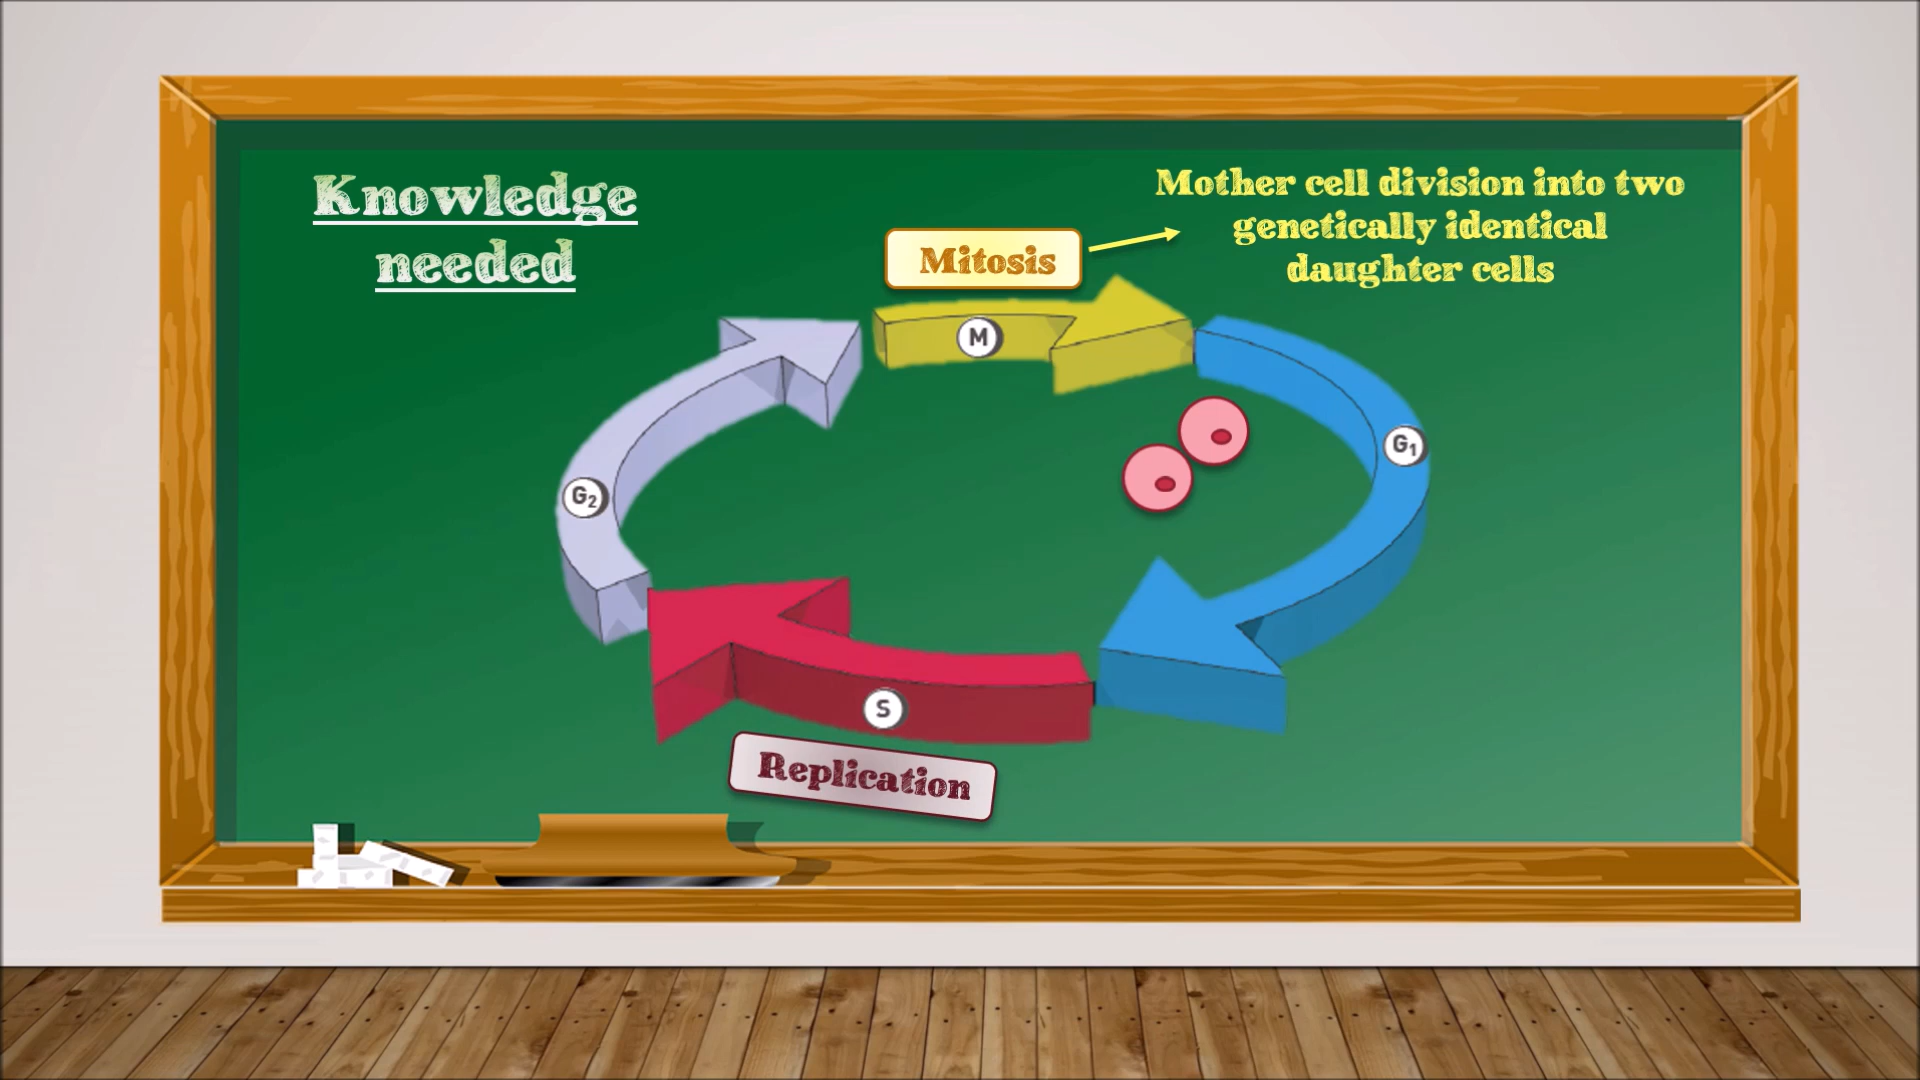 Knowledge
needed
Mother cell division into two
genetically identical
daughter cells
Mitosis
M
G₁
G₂
S
Replication